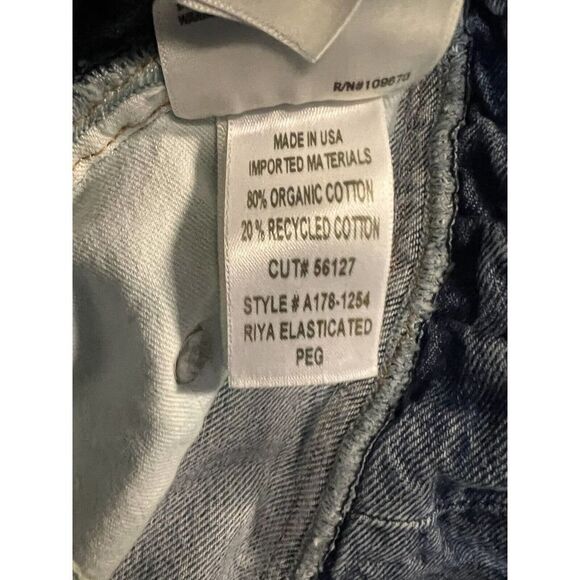 R/N#109670
MADE IN USA
IMPORTED MATERIALS
80% ORGANIC COTTON
20% RECYCLED COTTON
CUT# 56127
STYLE # A178-1254
RIYA ELASTICATED
PEG